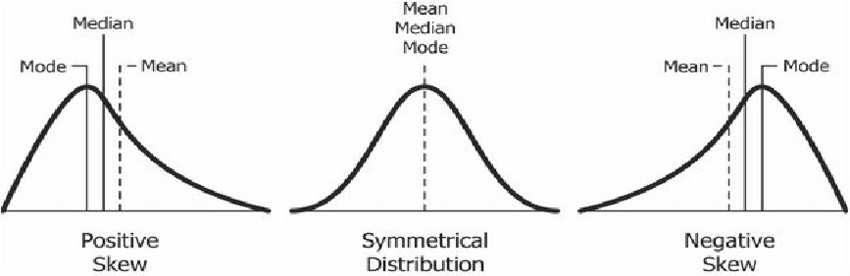 Median
Mode
Mean
Positive
Skew
Mean
Median
Mode
Symmetrical
Distribution
Median
Mean
Mode
Negative
Skew